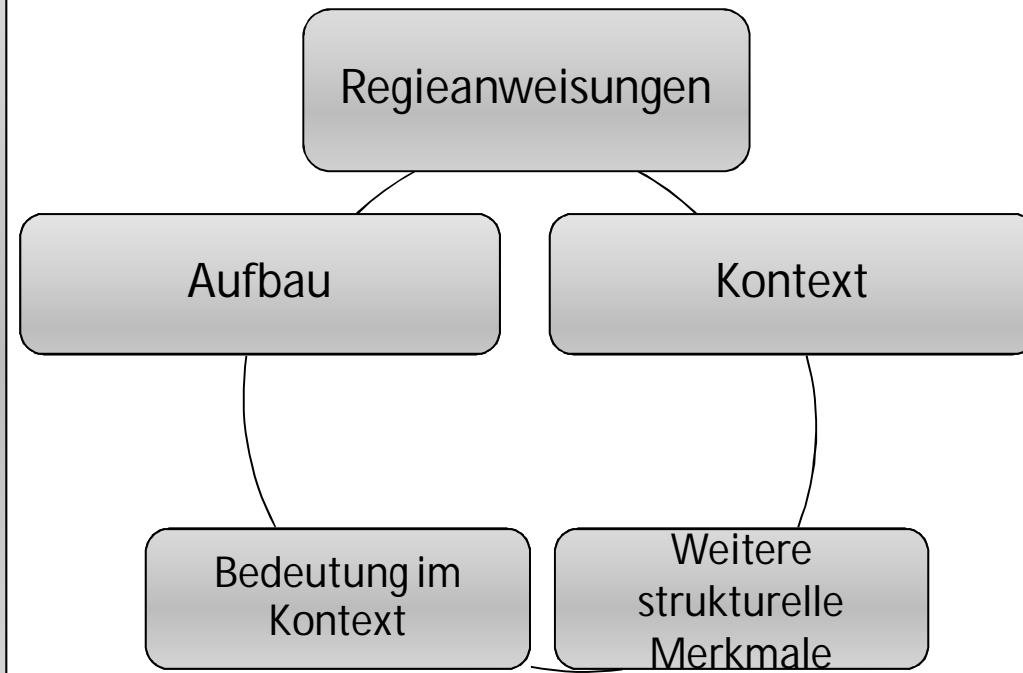 Regieanweisungen
Aufbau
Kontext
Bedeutung im
Kontext
Weitere
strukturelle
Merkmale